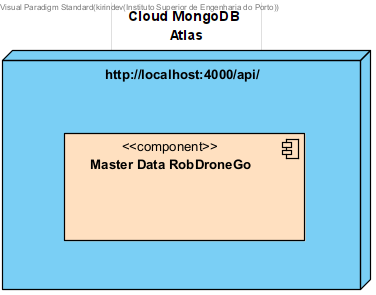 Visual Paradigm Standard(kirindev(Instituto Superior de Engenharia do Porto))
Cloud MongoDB
Atlas
http://localhost:4000/api/
<<component>>
Master Data RobDroneGo